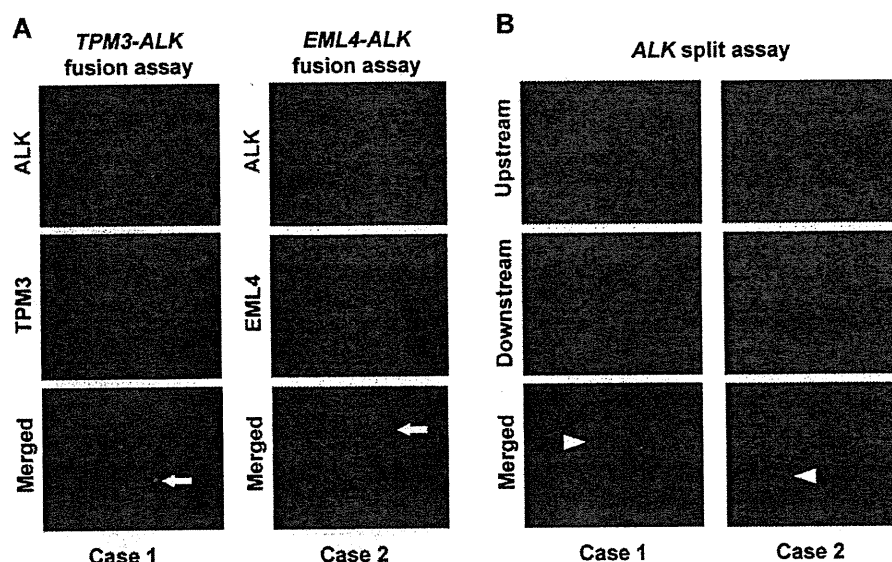 A
TPM3-ALK
fusion assay
EML4-ALK
fusion assay
ALK
TPM3
Merged
ALK
EML4
Merged
Case 1
Case 2
B
ALK split assay
Upstream
Downstream
Merged
Case 1
Case 2